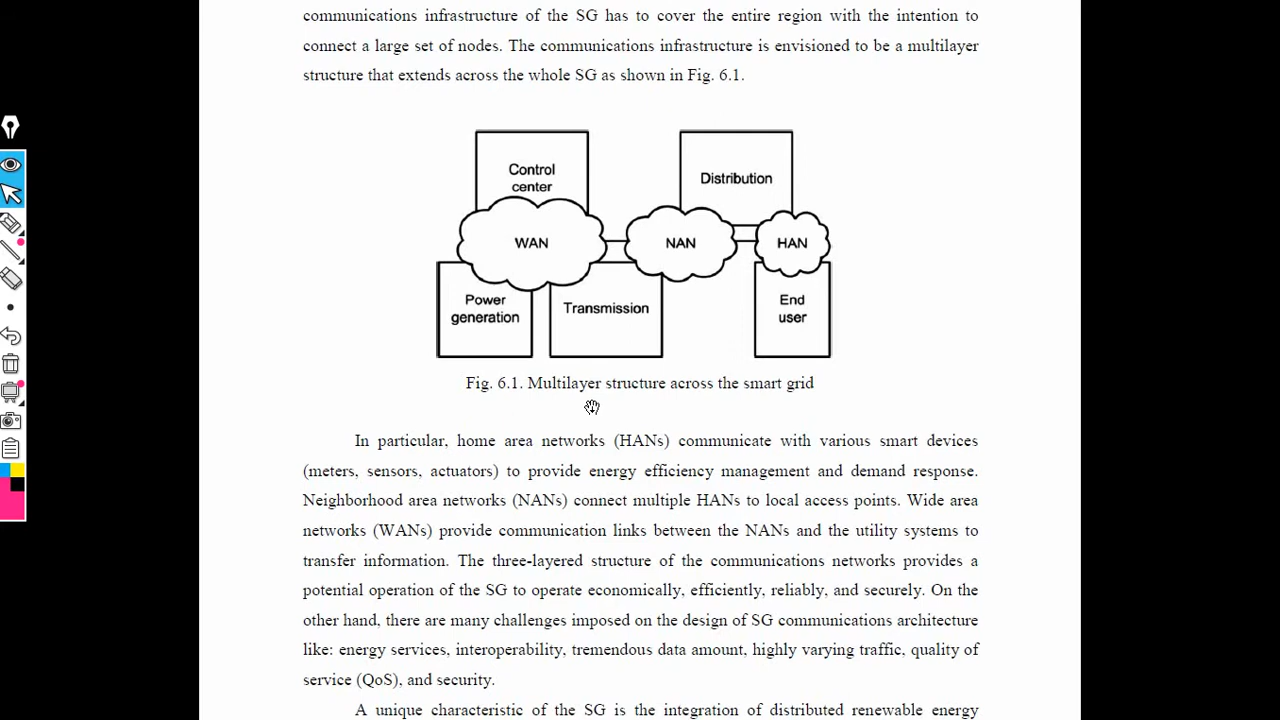 communications infrastructure of the SG has to cover the entire region with the intention to
connect a large set of nodes. The communications infrastructure is envisioned to be a multilayer
structure that extends across the whole SG as shown in Fig. 6.1.
Control
center
Distribution
WAN
NAN
HAN
Power
generation
Transmission
End
user
Fig. 6.1. Multilayer structure across the smart grid
In particular, home area networks (HANs) communicate with various smart devices
(meters, sensors, actuators) to provide energy efficiency management and demand response.
Neighborhood area networks (NANs) connect multiple HANs to local access points. Wide area
networks (WANs) provide communication links between the NANs and the utility systems to
transfer information. The three-layered structure of the communications networks provides a
potential operation of the SG to operate economically, efficiently, reliably, and securely. On the
other hand, there are many challenges imposed on the design of SG communications architecture
like: energy services, interoperability, tremendous data amount, highly varying traffic, quality of
service (QoS), and security.
A unique characteristic of the SG is the integration of distributed renewable energy